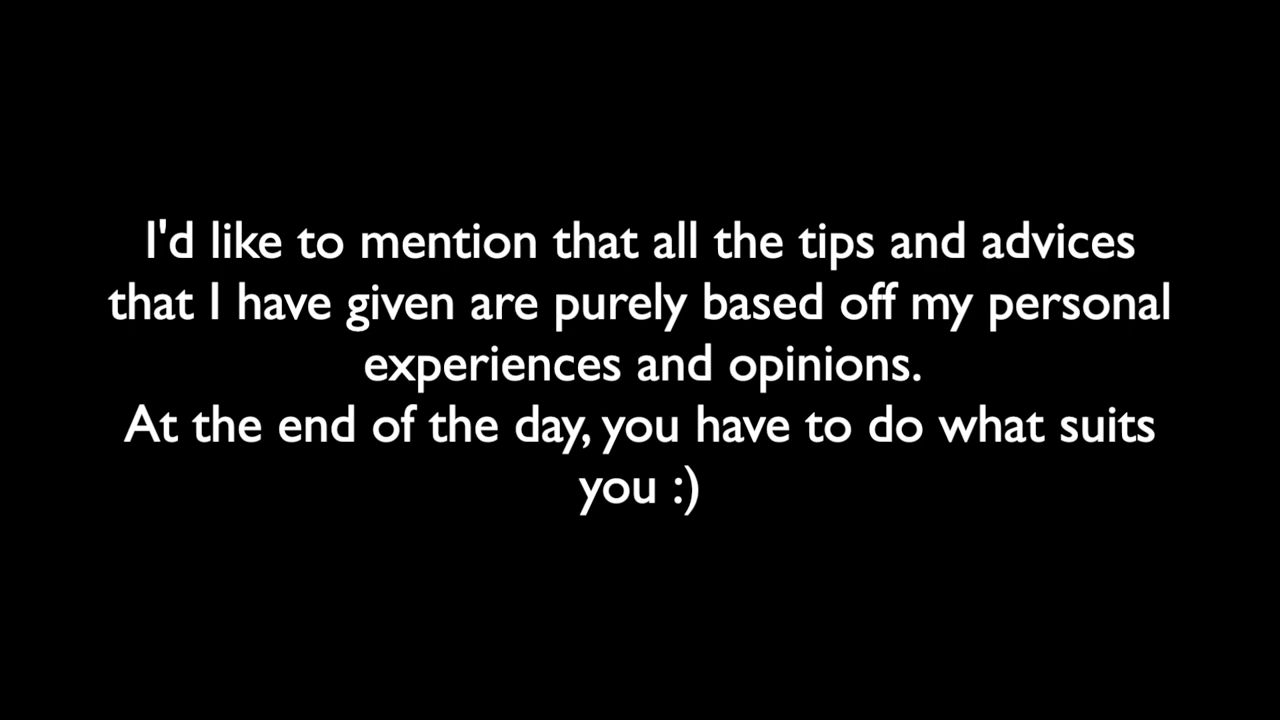 I'd like to mention that all the tips and advices
that I have given are purely based off my personal
experiences and opinions.
At the end of the day, you have to do what suits
you :)